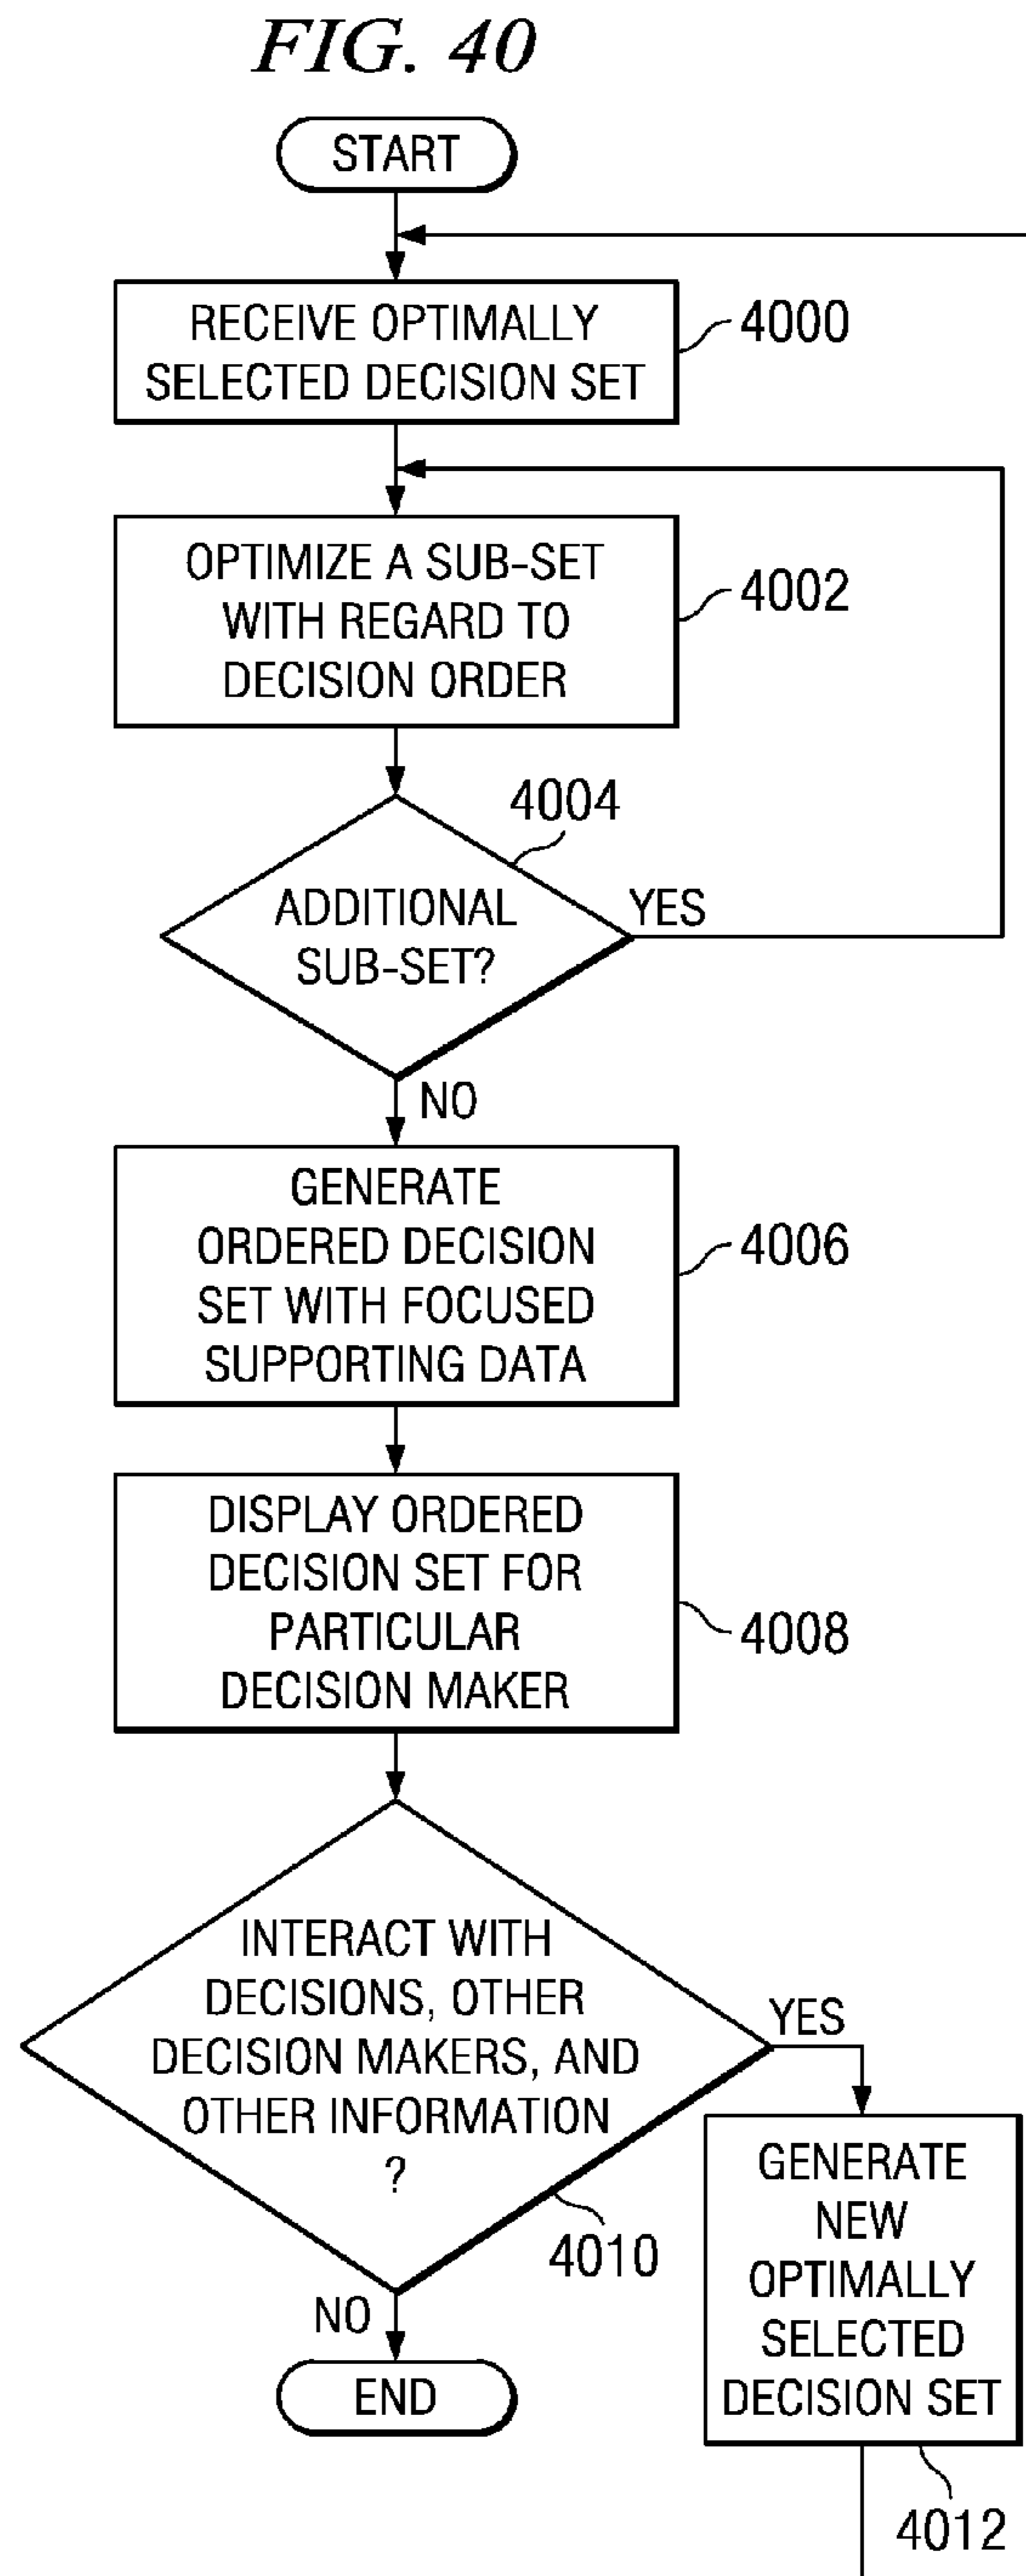 FIG. 40
START
RECEIVE OPTIMALLY
SELECTED DECISION SET
4000
OPTIMIZE A SUB-SET
WITH REGARD TO
DECISION ORDER
4002
4004
ADDITIONAL
SUB-SET?
YES
NO
GENERATE
ORDERED DECISION
SET WITH FOCUSED
SUPPORTING DATA
4006
DISPLAY ORDERED
DECISION SET FOR
PARTICULAR
DECISION MAKER
4008
INTERACT WITH
DECISIONS, OTHER
DECISION MAKERS, AND
OTHER INFORMATION
?
YES
4010
NO
END
GENERATE
NEW
OPTIMALLY
SELECTED
DECISION SET
4012